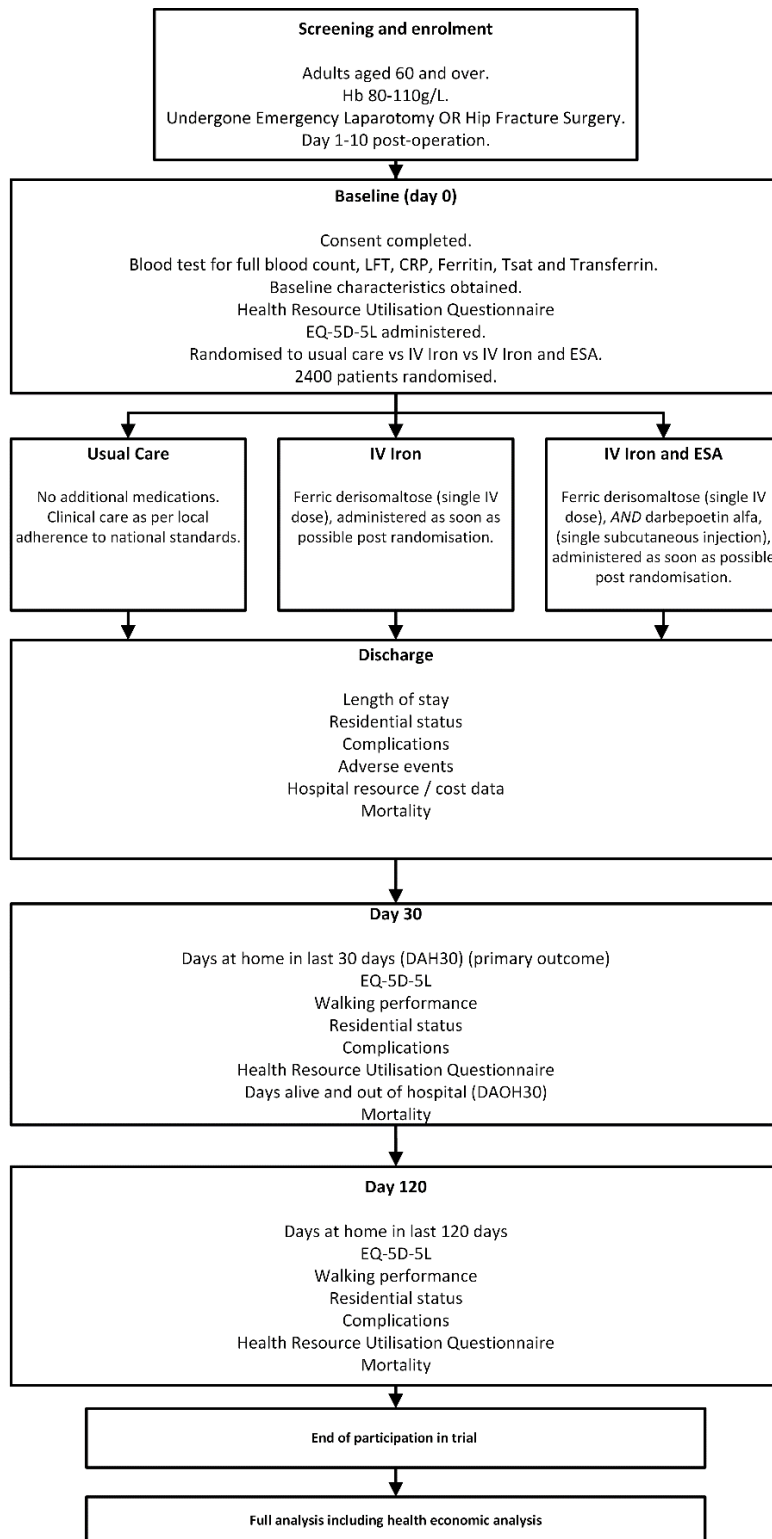 Screening and enrolment
Adults aged 60 and over.
Hb 80-110g/L.
Undergone Emergency Laparotomy OR Hip Fracture Surgery.
Day 1-10 post-operation.
Baseline (day 0)
Consent completed.
Blood test for full blood count, LFT, CRP, Ferritin, Tsat and Transferrin.
Baseline characteristics obtained.
Health Resource Utilisation Questionnaire
EQ-5D-5L administered.
Randomised to usual care vs IV Iron vs IV Iron and ESA.
2400 patients randomised.
Usual Care
No additional medications.
Clinical care as per local
adherence to national standards.
IV Iron
Ferric derisomaltose (single IV
dose), administered as soon as
possible post randomisation.
IV Iron and ESA
Ferric derisomaltose (single IV
dose), AND darbepoetin alfa,
(single subcutaneous injection),
administered as soon as possible
post randomisation.
Discharge
Length of stay
Residential status
Complications
Adverse events
Hospital resource / cost data
Mortality
Day 30
Days at home in last 30 days (DAH30) (primary outcome)
EQ-5D-5L
Walking performance
Residential status
Complications
Health Resource Utilisation Questionnaire
Days alive and out of hospital (DAOH30)
Mortality
Day 120
Days at home in last 120 days
EQ-5D-5L
Walking performance
Residential status
Complications
Health Resource Utilisation Questionnaire
Mortality
End of participation in trial
Full analysis including health economic analysis